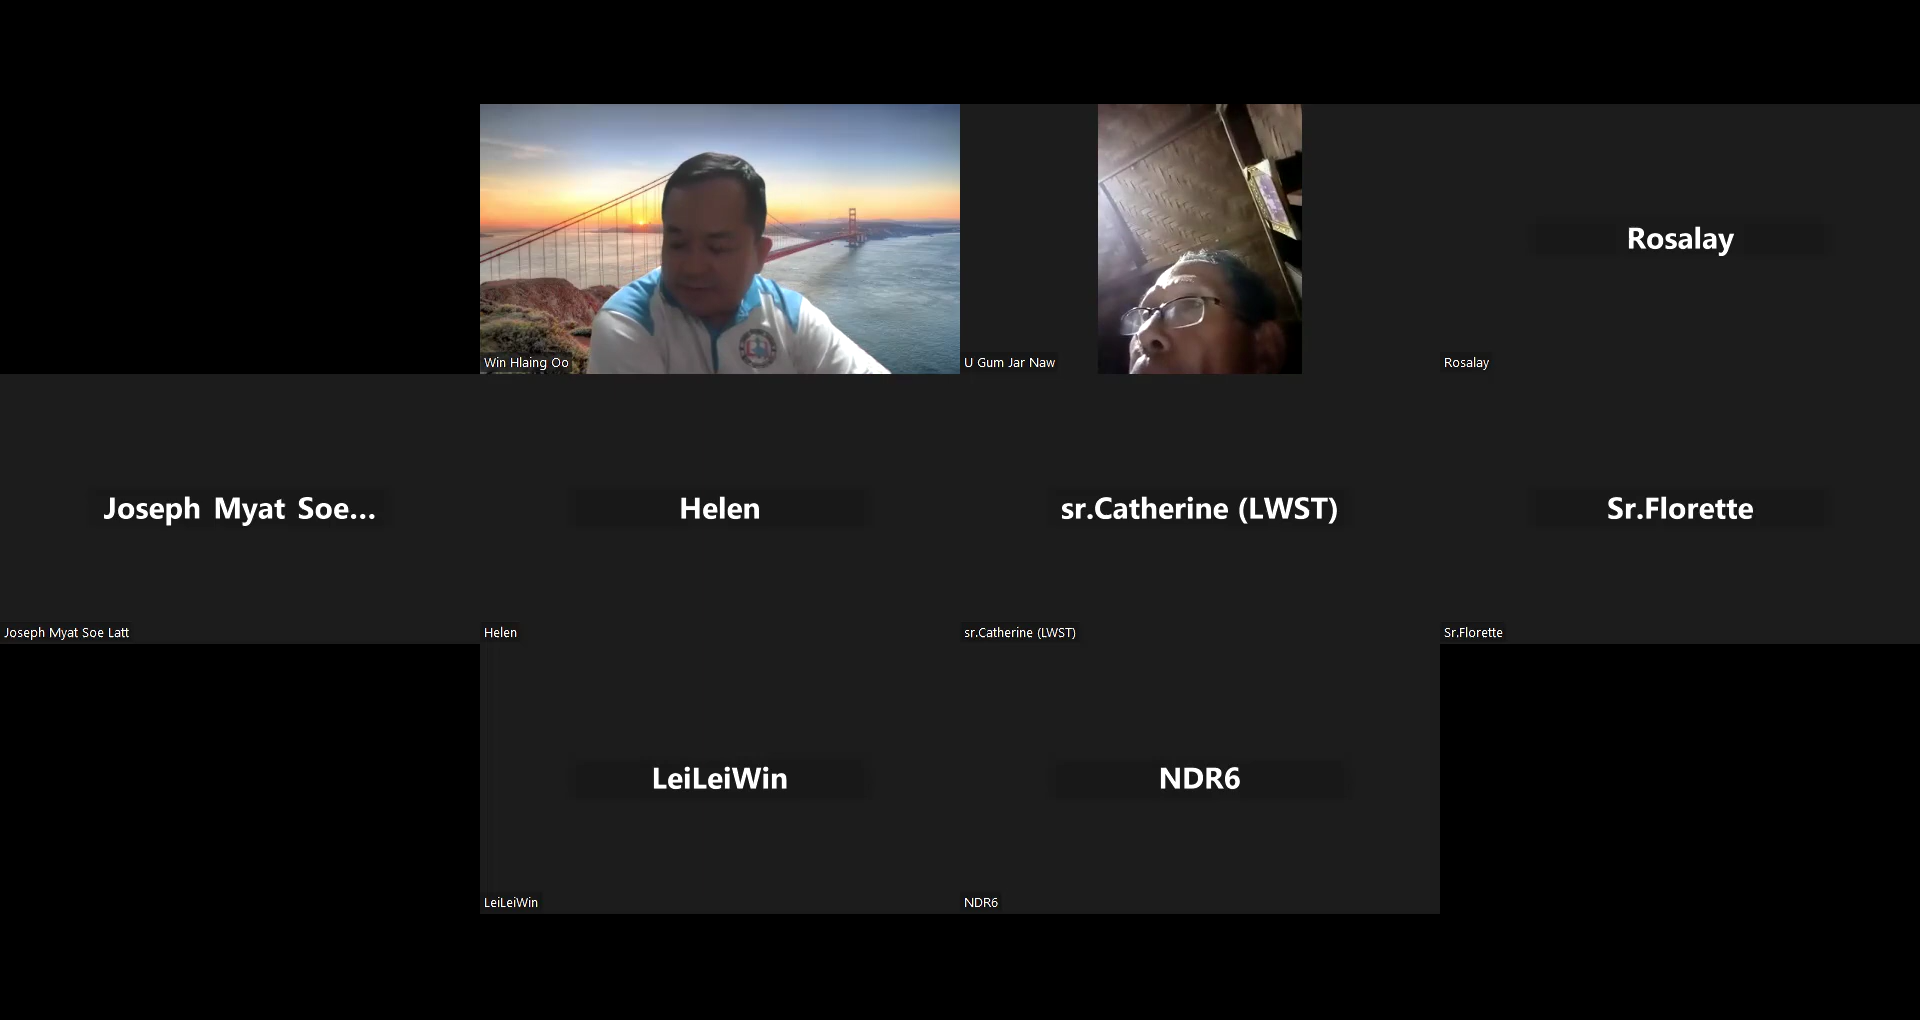 Win Hlaing Oo
U Gum Jar Naw
Rosalay
Rosalay
Joseph Myat Soe...
Joseph Myat Soe Latt
Helen
Helen
sr.Catherine (LWST)
sr.Catherine (LWST)
Sr.Florette
Sr.Florette
LeiLeiWin
LeiLeiWin
NDR6
NDR6